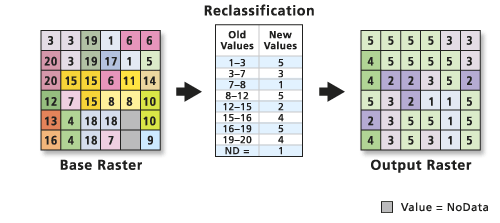 Reclassification
Old Values New Values
1–3 5
3–7 3
7–8 1
8–12 5
12–15 2
15–16 4
16–19 5
19–20 4
ND = 1
3 3 19 1 6 6
20 3 19 17 1 5
20 15 15 6 11 14
12 7 15 8 8 10
13 4 18 18 10
16 4 18 7 9
Base Raster
5 5 5 5 3 3
4 5 5 5 5 3
4 2 2 3 5 2
5 3 2 1 1 5
2 3 5 5 1 5
4 3 5 3 1 5
Output Raster
Value = NoData